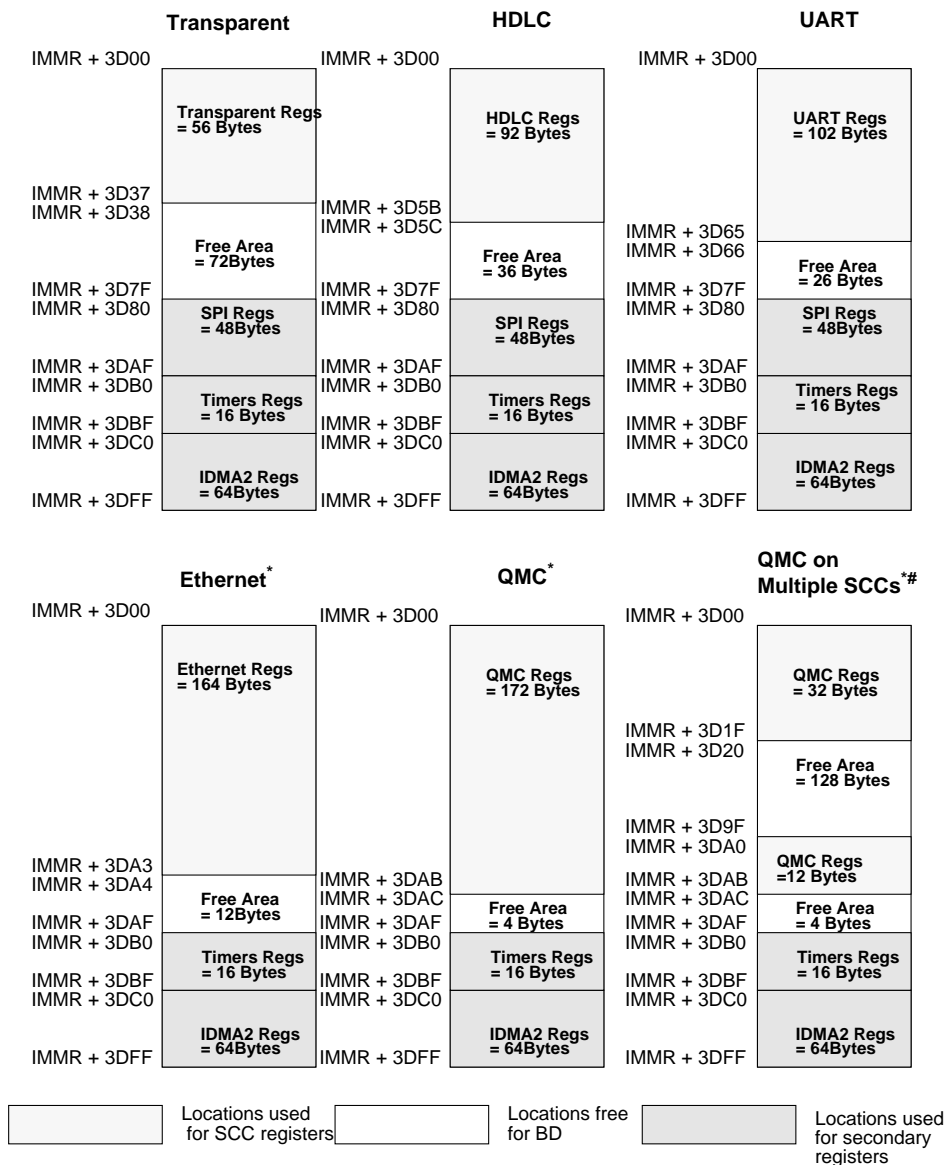 Transparent
IMMR + 3D00
Transparent Regs
= 56 Bytes
IMMR + 3D37
IMMR + 3D38
Free Area
= 72Bytes
IMMR + 3D7F
IMMR + 3D80
SPI Regs
= 48Bytes
IMMR + 3DAF
IMMR + 3DB0
Timers Regs
= 16 Bytes
IMMR + 3DBF
IMMR + 3DC0
IDMA2 Regs
= 64Bytes
IMMR + 3DFF
HDLC
IMMR + 3D00
HDLC Regs
= 92 Bytes
IMMR + 3D5B
IMMR + 3D5C
Free Area
= 36 Bytes
IMMR + 3D7F
IMMR + 3D80
SPI Regs
= 48Bytes
IMMR + 3DAF
IMMR + 3DB0
Timers Regs
= 16 Bytes
IMMR + 3DBF
IMMR + 3DC0
IDMA2 Regs
= 64Bytes
IMMR + 3DFF
UART
IMMR + 3D00
UART Regs
= 102 Bytes
IMMR + 3D65
IMMR + 3D66
Free Area
= 26 Bytes
IMMR + 3D7F
IMMR + 3D80
SPI Regs
= 48Bytes
IMMR + 3DAF
IMMR + 3DB0
Timers Regs
= 16 Bytes
IMMR + 3DBF
IMMR + 3DC0
IDMA2 Regs
= 64Bytes
IMMR + 3DFF
Ethernet*
IMMR + 3D00
Ethernet Regs
= 164 Bytes
IMMR + 3DA3
IMMR + 3DA4
Free Area
= 12Bytes
IMMR + 3DAF
IMMR + 3DB0
Timers Regs
= 16 Bytes
IMMR + 3DBF
IMMR + 3DC0
IDMA2 Regs
= 64Bytes
IMMR + 3DFF
QMC*
IMMR + 3D00
QMC Regs
= 172 Bytes
IMMR + 3DAB
IMMR + 3DAC
Free Area
= 4 Bytes
IMMR + 3DAF
IMMR + 3DB0
Timers Regs
= 16 Bytes
IMMR + 3DBF
IMMR + 3DC0
IDMA2 Regs
= 64Bytes
IMMR + 3DFF
QMC on
Multiple SCCs*#
IMMR + 3D00
QMC Regs
= 32 Bytes
IMMR + 3D1F
IMMR + 3D20
Free Area
= 128 Bytes
IMMR + 3D9F
IMMR + 3DA0
QMC Regs
=12 Bytes
IMMR + 3DAB
IMMR + 3DAC
Free Area
= 4 Bytes
IMMR + 3DAF
IMMR + 3DB0
Timers Regs
= 16 Bytes
IMMR + 3DBF
IMMR + 3DC0
IDMA2 Regs
= 64Bytes
IMMR + 3DFF
Locations used
for SCC registers
Locations free
for BD
Locations used
for secondary
registers